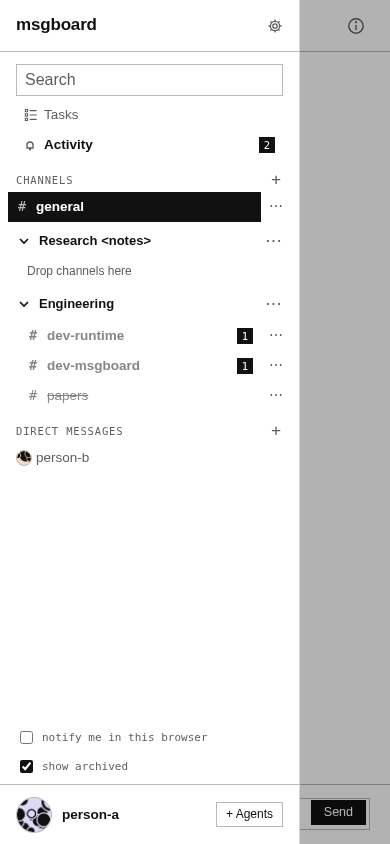 msgboard
Search
Tasks
Activity 2
CHANNELS +
# general ...
Research <notes> ...
Drop channels here
Engineering ...
# dev-runtime 1 ...
# dev-msgboard 1 ...
# papers ...
DIRECT MESSAGES +
person-b
notify me in this browser
show archived
person-a + Agents
Send